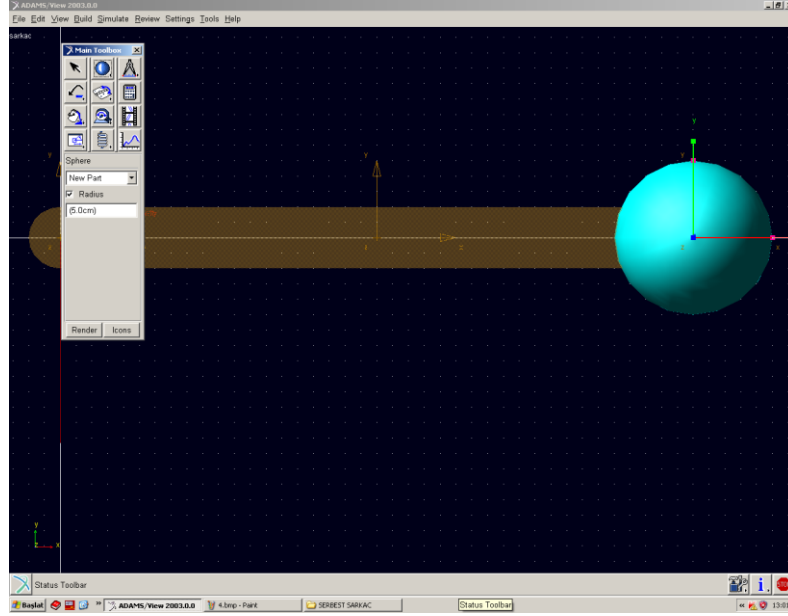 ADAMS/View 2003.0.0
File Edit View Build Simulate Review Settings Tools Help
sarkac
Main Toolbox
Sphere
New Part
Radius
(5.0cm)
Render Icons
y
y
y
y
x
x
z
x
y
z x
Status Toolbar
Başlat ADAMS/View 2003.0.0 4.bmp - Paint SERBEST SARKAC Status Toolbar